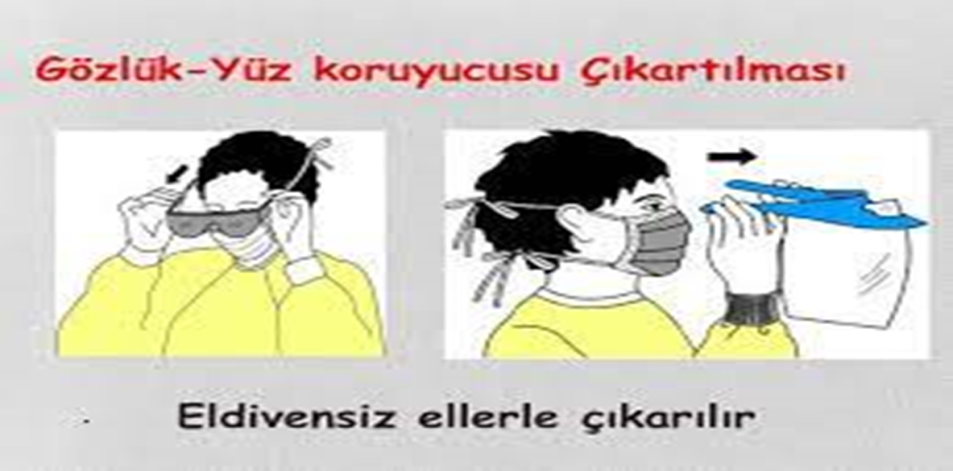 Gözlük-Yüz koruyucusu Çıkartılması
Eldivensiz ellerle çıkarılır